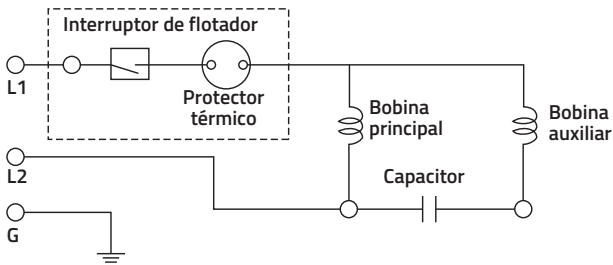 Interruptor de flotador
L1
Protector
térmico
Bobina
principal
Bobina
auxiliar
L2
Capacitor
G